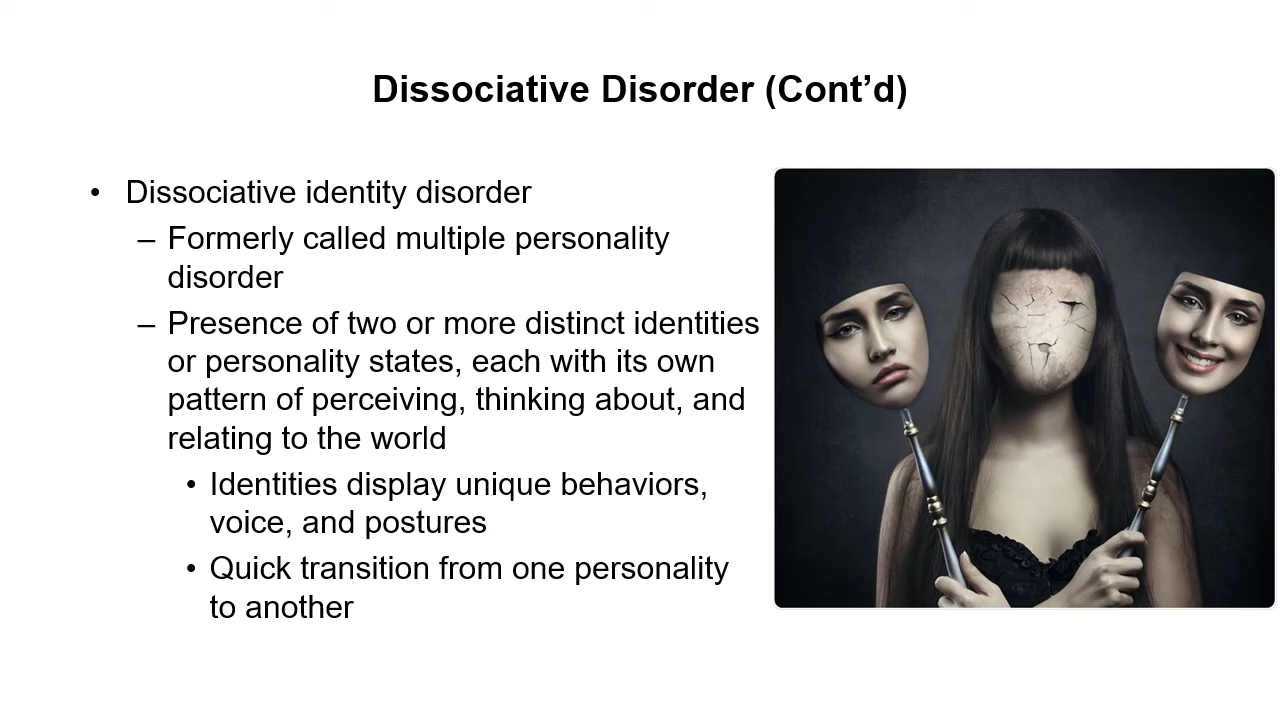 Dissociative Disorder (Cont’d)
• Dissociative identity disorder
– Formerly called multiple personality
disorder
– Presence of two or more distinct identities
or personality states, each with its own
pattern of perceiving, thinking about, and
relating to the world
• Identities display unique behaviors,
voice, and postures
• Quick transition from one personality
to another